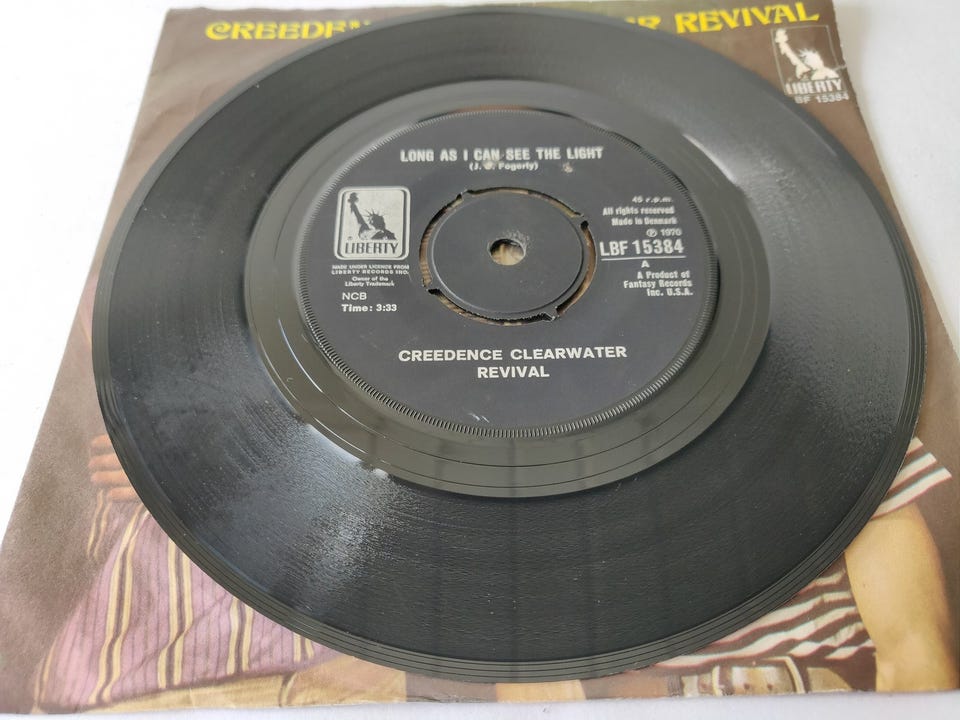 CREEDEN R REVIVAL
LIBERTY
BF 15384
LONG AS I CAN SEE THE LIGHT
(J. C. Fogerty)
LIBERTY
MADE UNDER LICENCE FROM
LIBERTY RECORDS INC.
Owner of the
Liberty Trademark
NCB
Time: 3:33
45 r.p.m.
All rights reserved
Made in Denmark
℗ 1970
LBF 15384
A
A Product of
Fantasy Records
Inc. U.S.A.
CREEDENCE CLEARWATER
REVIVAL